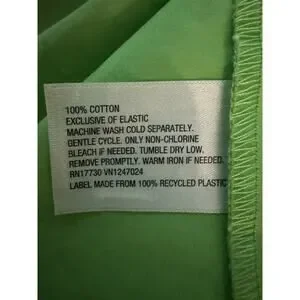 100% COTTON
EXCLUSIVE OF ELASTIC
MACHINE WASH COLD SEPARATELY.
GENTLE CYCLE. ONLY NON-CHLORINE
BLEACH IF NEEDED. TUMBLE DRY LOW.
REMOVE PROMPTLY. WARM IRON IF NEEDED.
RN17730 VN1247024
LABEL MADE FROM 100% RECYCLED PLASTIC